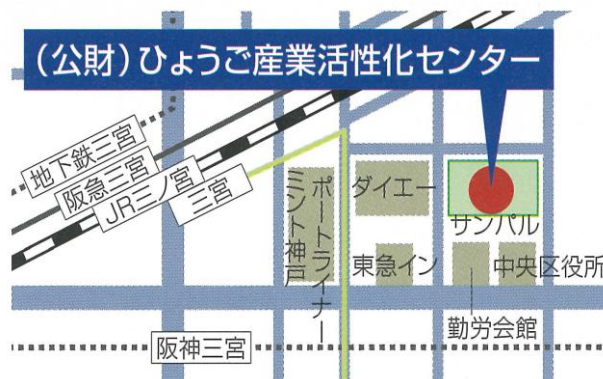 (公財)ひょうご産業活性化センター
地下鉄三宮
阪急三宮
JR三ノ宮
三宮
ミント神戸
ポートライナー
ダイエー
サンパル
東急イン
中央区役所
勤労会館
阪神三宮